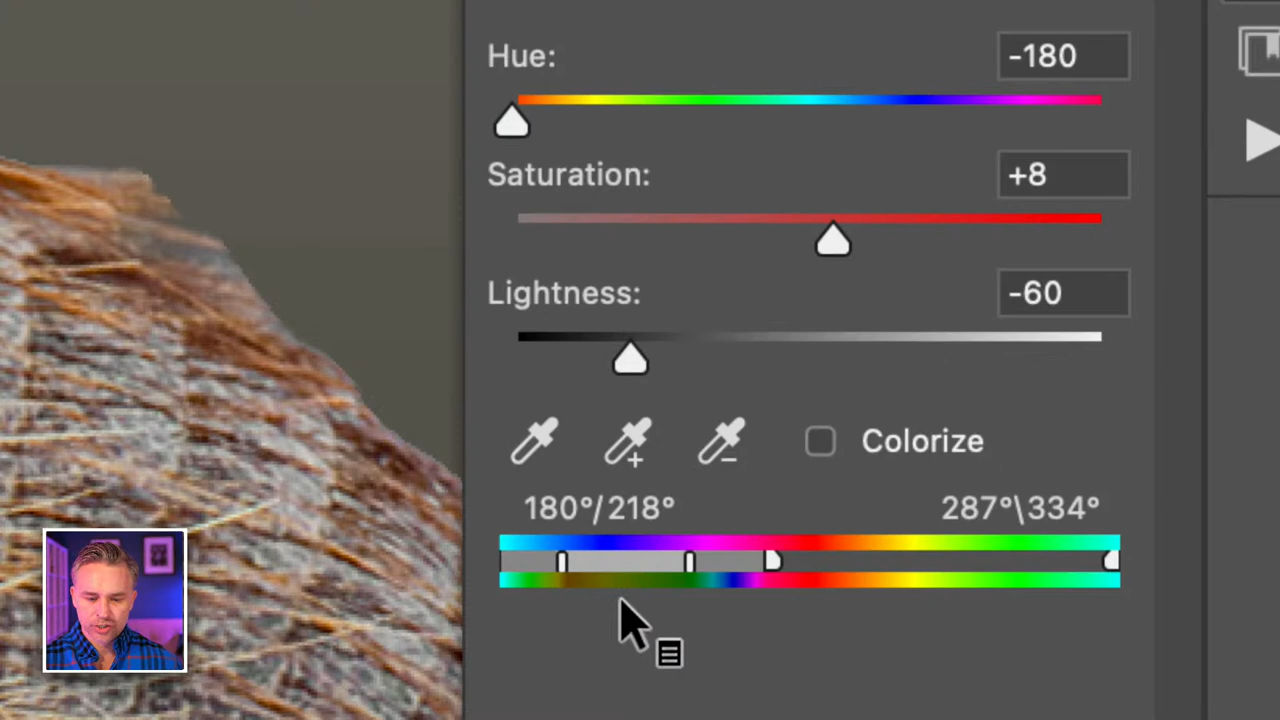 Hue:
-180
Saturation:
+8
Lightness:
-60
Colorize
180°/218°
287°\334°